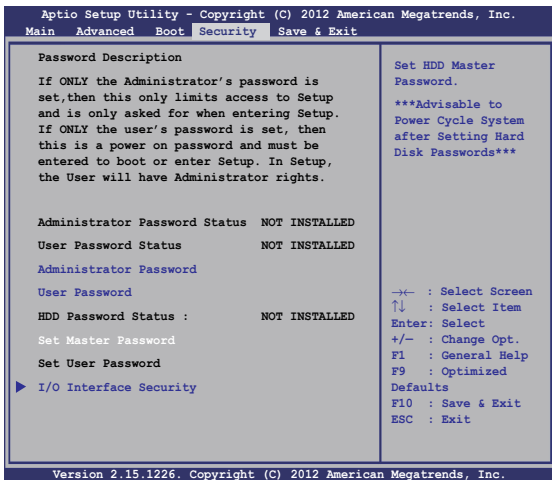 Aptio Setup Utility - Copyright (C) 2012 American Megatrends, Inc.
Main Advanced Boot Security Save & Exit
Password Description
If ONLY the Administrator's password is
set,then this only limits access to Setup
and is only asked for when entering Setup.
If ONLY the user's password is set, then
this is a power on password and must be
entered to boot or enter Setup. In Setup,
the User will have Administrator rights.
Administrator Password Status NOT INSTALLED
User Password Status NOT INSTALLED
Administrator Password
User Password
HDD Password Status : NOT INSTALLED
Set Master Password
Set User Password
I/O Interface Security
Set HDD Master
Password.
***Advisable to
Power Cycle System
after Setting Hard
Disk Passwords***
→← : Select Screen
↑↓ : Select Item
Enter: Select
+/— : Change Opt.
F1 : General Help
F9 : Optimized
Defaults
F10 : Save & Exit
ESC : Exit
Version 2.15.1226. Copyright (C) 2012 American Megatrends, Inc.